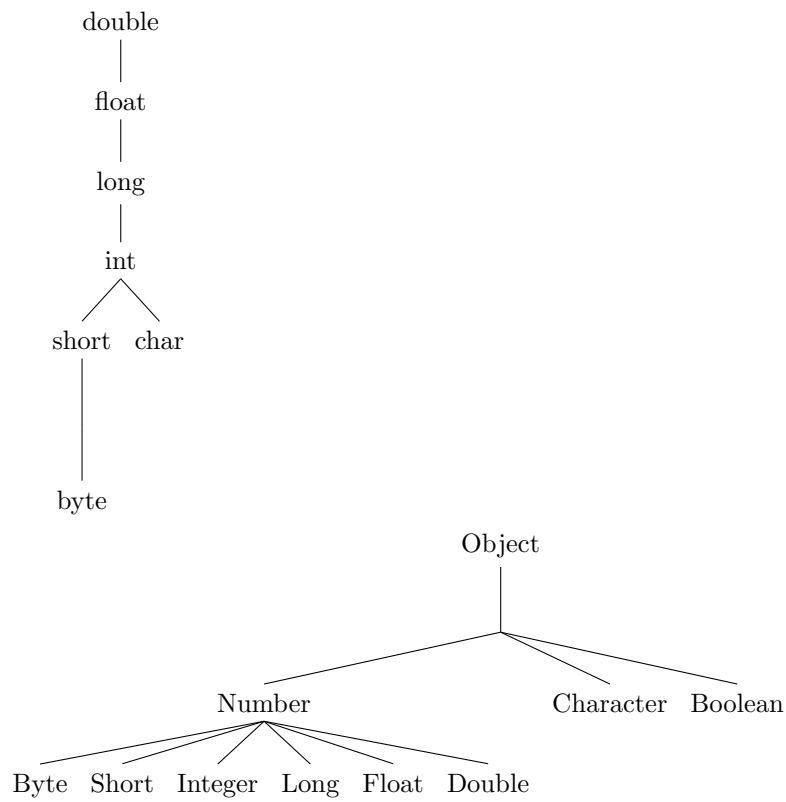 double
float
long
int
short char
byte
Object
Number Character Boolean
Byte Short Integer Long Float Double